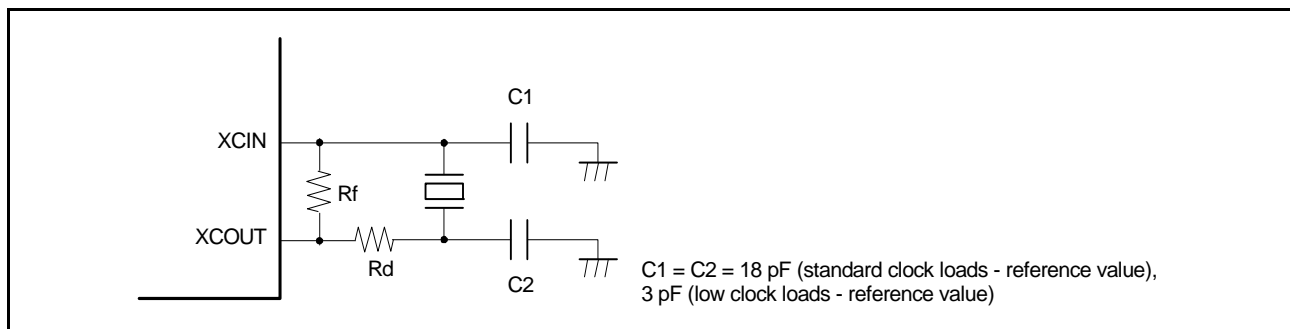 C1
XCIN
Rf
XCOUT
Rd
C2
C1 = C2 = 18 pF (standard clock loads - reference value),
3 pF (low clock loads - reference value)